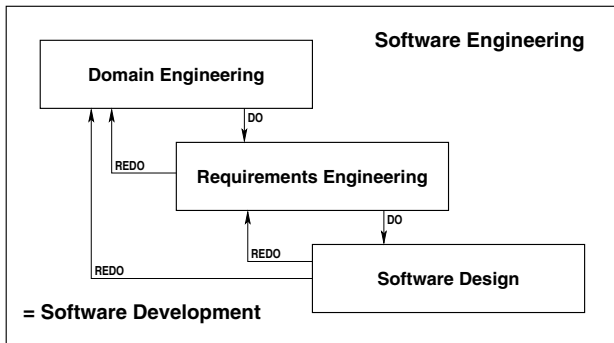 Software Engineering
Domain Engineering
DO
REDO
Requirements Engineering
DO
REDO
REDO
Software Design
= Software Development